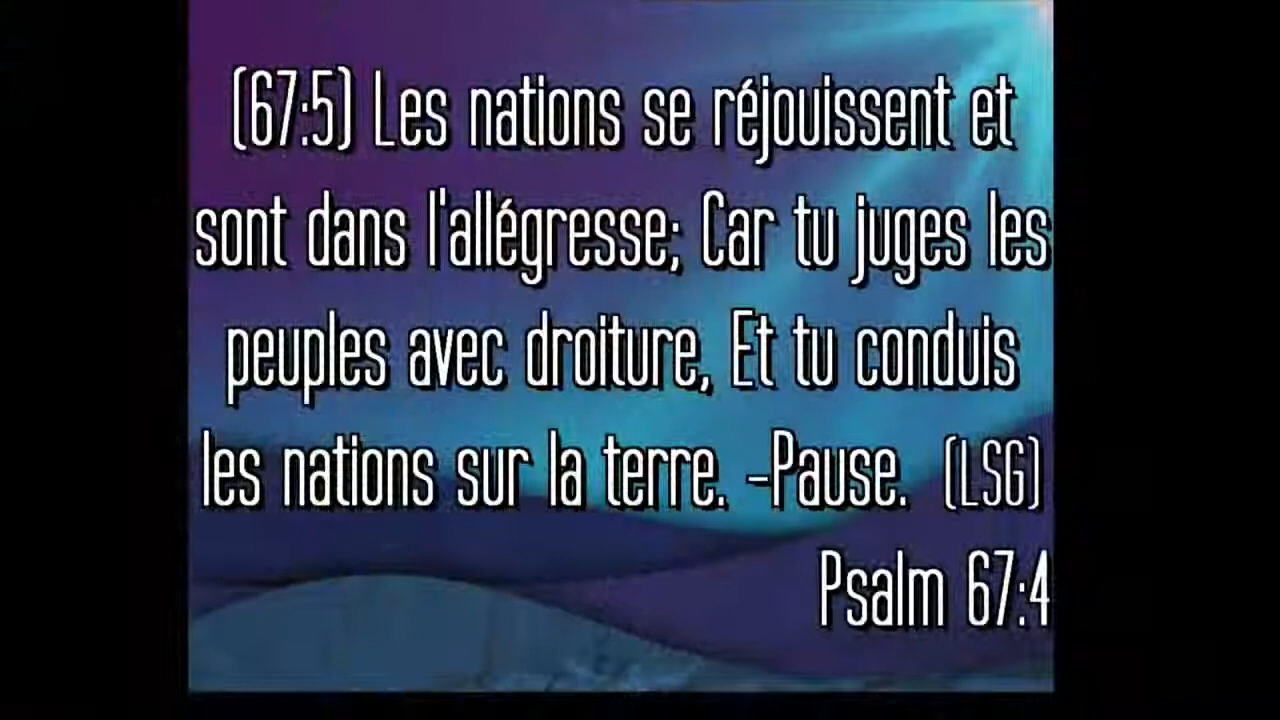 (67:5) Les nations se réjouissent et
sont dans l'allégresse; Car tu juges les
peuples avec droiture, Et tu conduis
les nations sur la terre. -Pause. (LSG)
Psalm 67:4